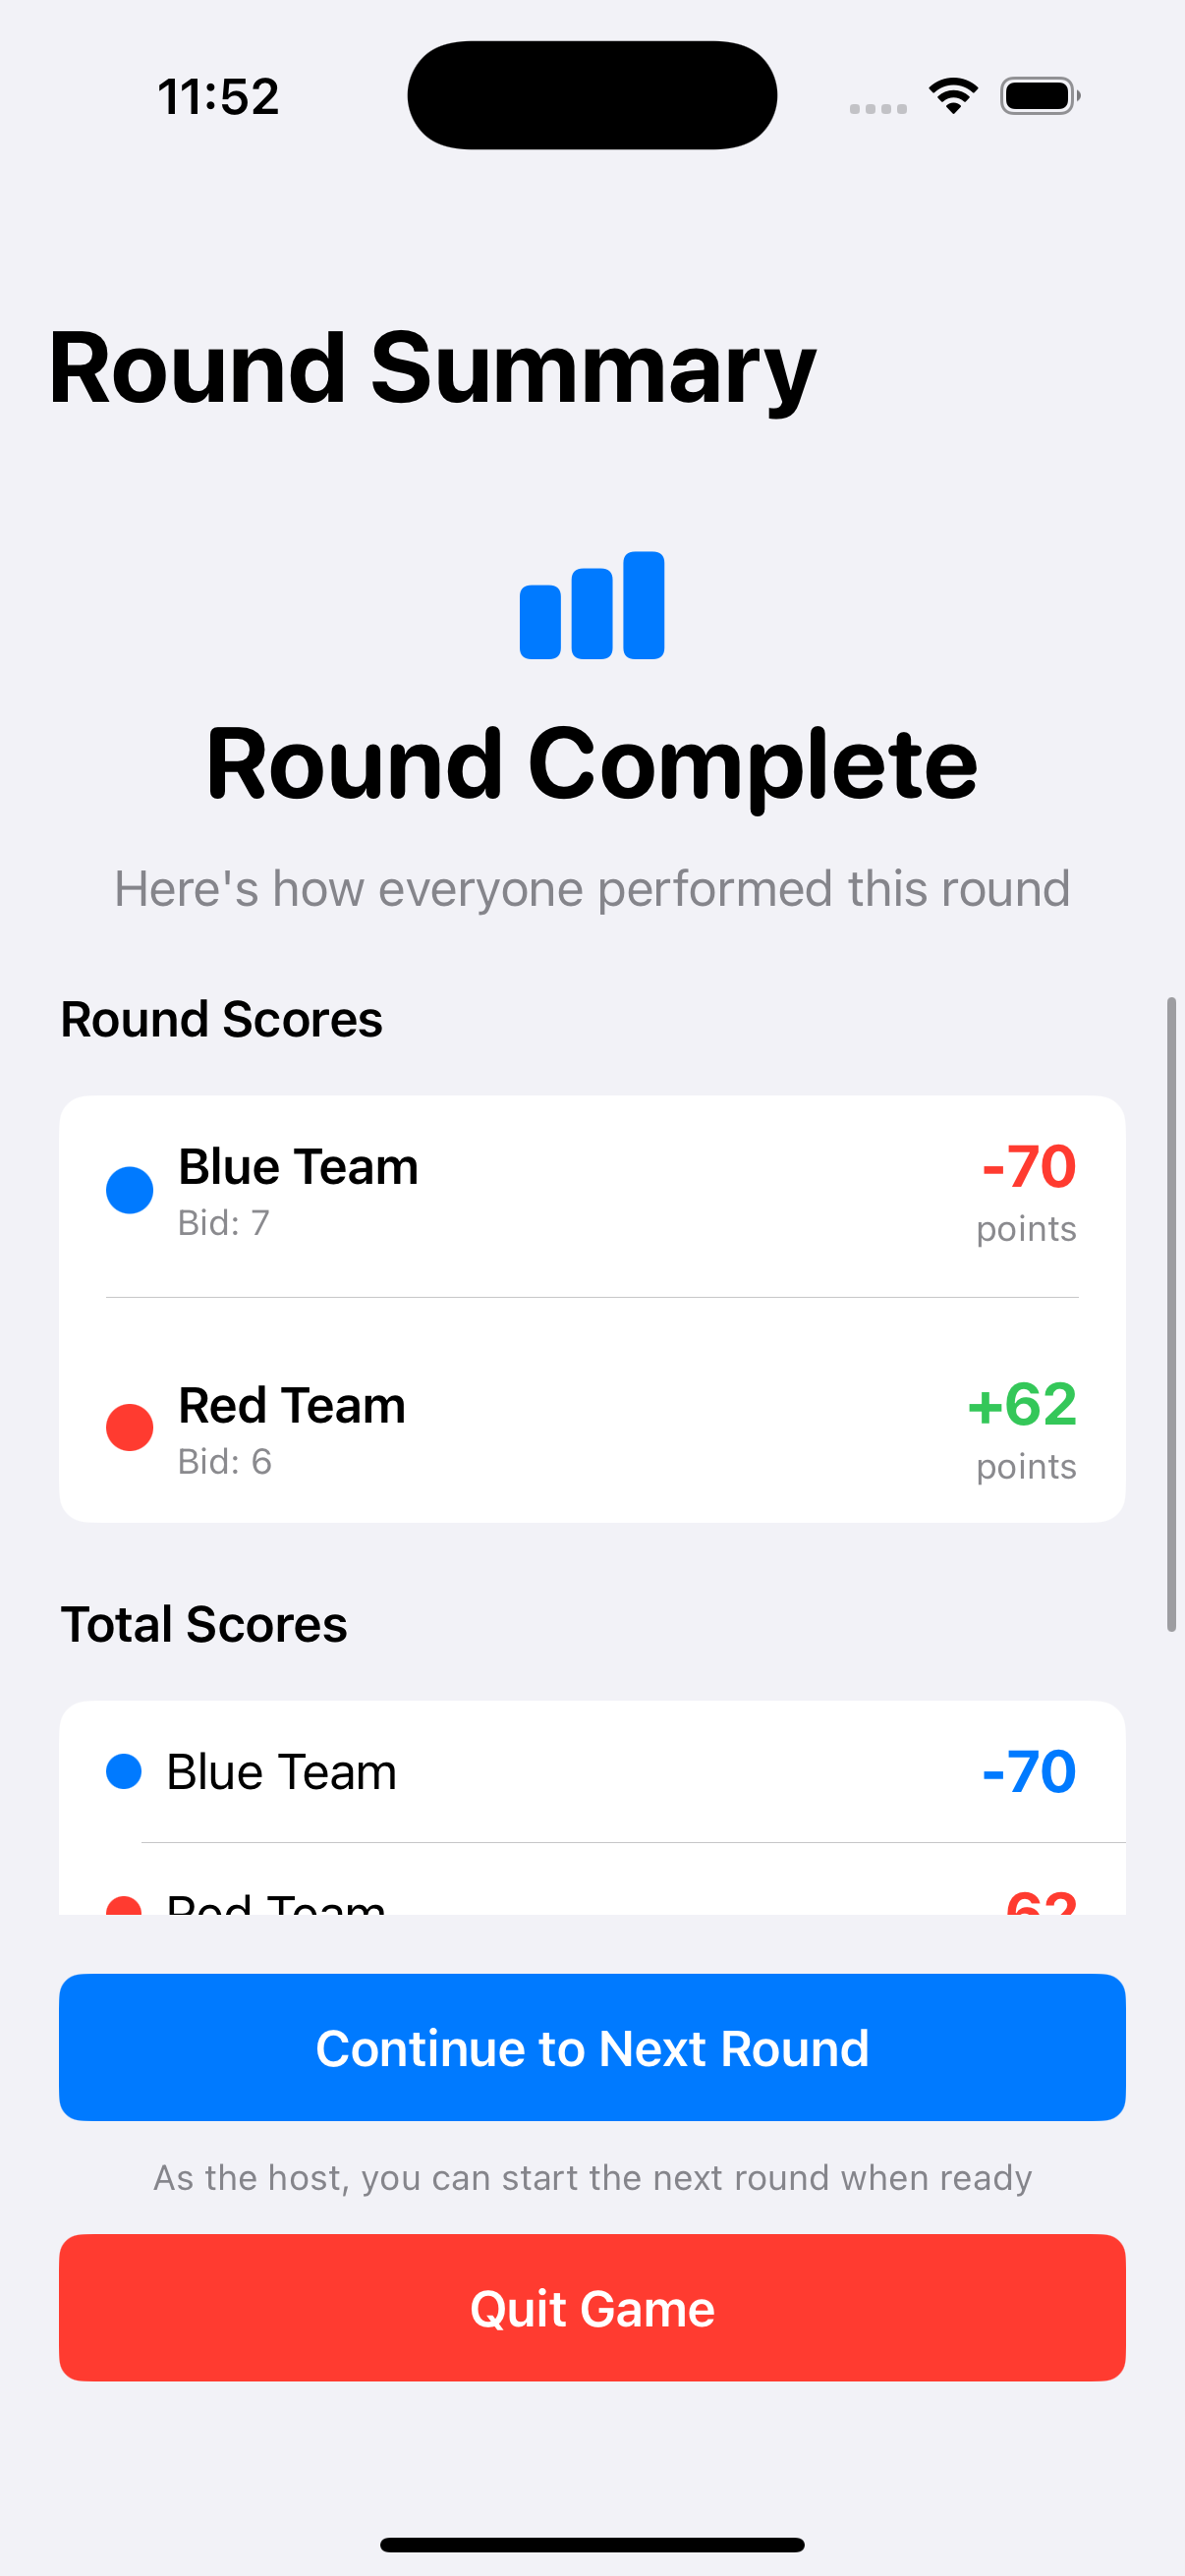 11:52
Round Summary
Round Complete
Here's how everyone performed this round
Round Scores
Blue Team
-70
Bid: 7
points
Red Team
+62
Bid: 6
points
Total Scores
Blue Team
-70
Red Team
62
Continue to Next Round
As the host, you can start the next round when ready
Quit Game